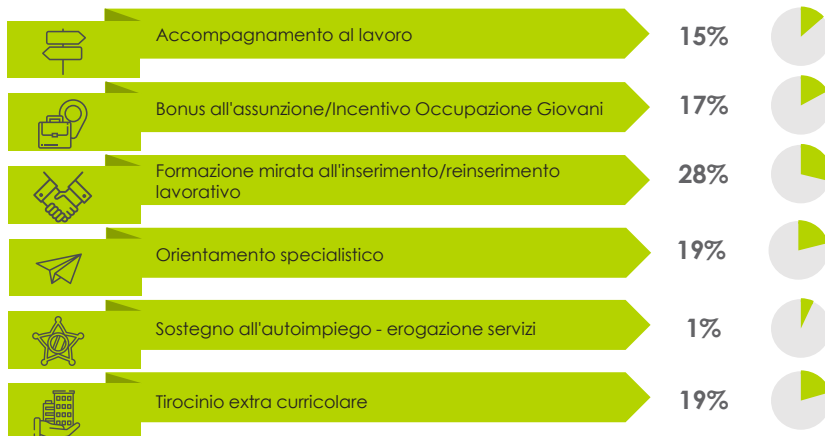 Accompagnamento al lavoro
15%
Bonus all'assunzione/Incentivo Occupazione Giovani
17%
Formazione mirata all'inserimento/reinserimento
lavorativo
28%
Orientamento specialistico
19%
Sostegno all'autoimpiego - erogazione servizi
1%
Tirocinio extra curricolare
19%